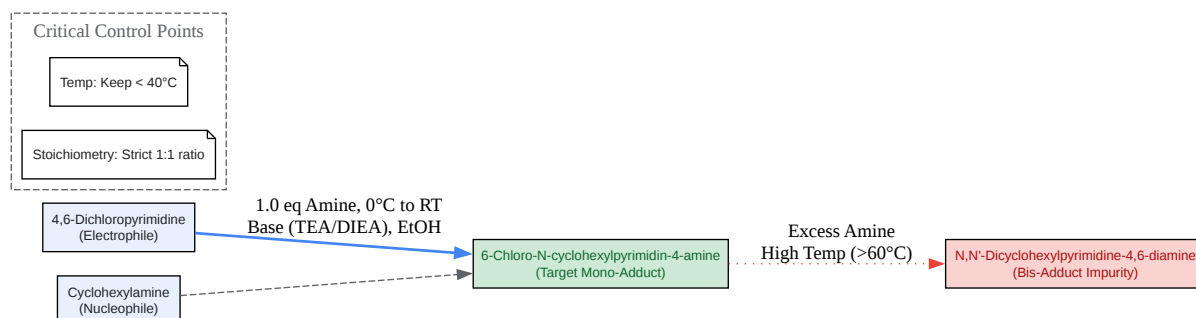 Critical Control Points
Temp: Keep < 40°C
Stoichiometry: Strict 1:1 ratio
1.0 eq Amine, 0°C to RT
Base (TEA/DIEA), EtOH
4,6-Dichloropyrimidine
(Electrophile)
Cyclohexylamine
(Nucleophile)
6-Chloro-N-cyclohexylpyrimidin-4-amine
(Target Mono-Adduct)
Excess Amine
High Temp (>60°C)
N,N'-Dicyclohexylpyrimidine-4,6-diamine
(Bis-Adduct Impurity)